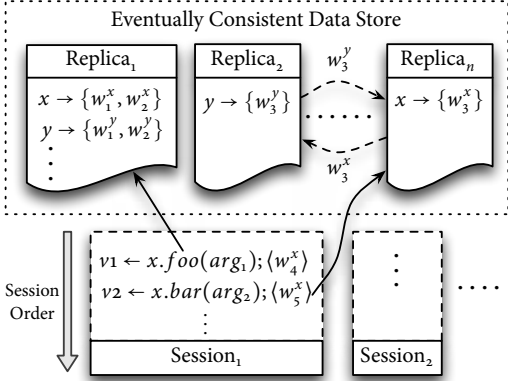 Eventually Consistent Data Store
Replica₁
x → {w₁ˣ, w₂ˣ}
y → {w₁ʸ, w₂ʸ}
⋮
Replica₂
y → {w₃ʸ}
w₃ʸ
......
w₃ˣ
Replicaₙ
x → {w₃ˣ}
Session
Order
v1 ← x.foo(arg₁);⟨w₄ˣ⟩
v2 ← x.bar(arg₂);⟨w₅ˣ⟩
⋮
Session₁
⋮
Session₂
....